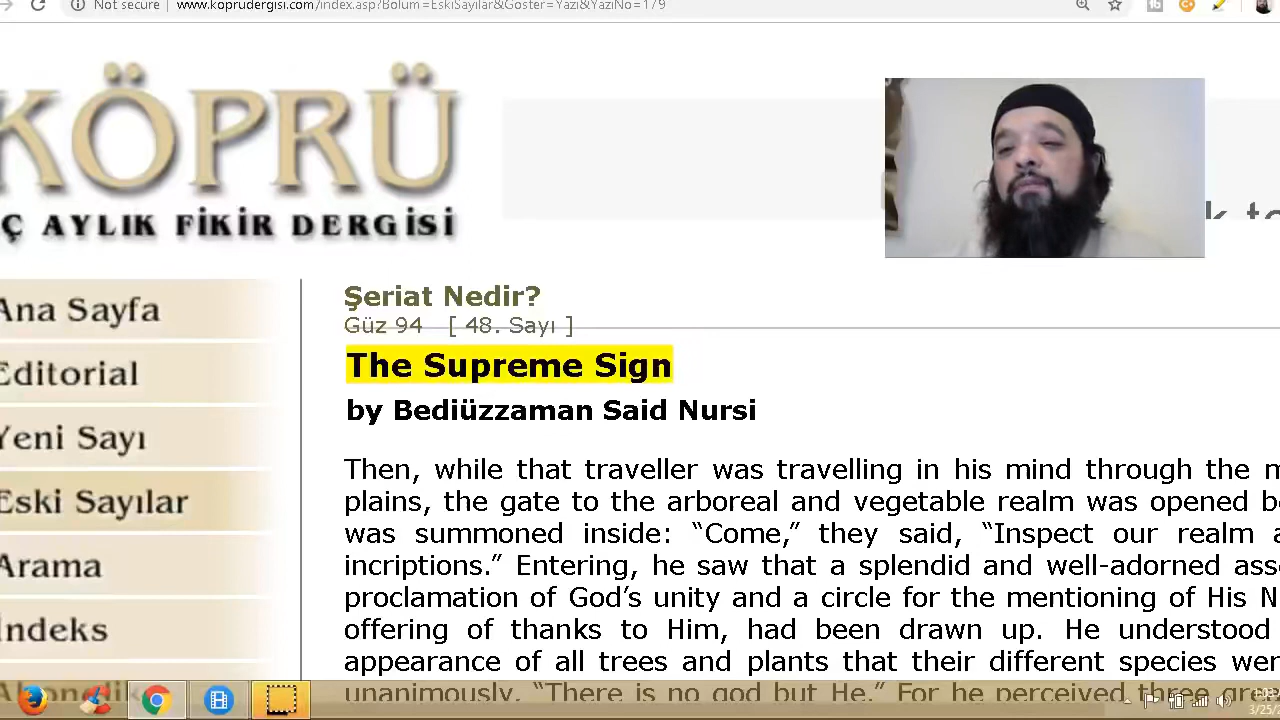 Not secure www.koprudergisi.com/index.asp?Bolum=EskiSayilar&Goster=Yazi&YaziNo=179
KÖPRÜ
Ç AYLIK FİKİR DERGİSİ
Ana Sayfa
Editorial
Yeni Sayı
Eski Sayılar
Arama
İndeks
Şeriat Nedir?
Güz 94 [ 48. Sayı ]
The Supreme Sign
by Bediüzzaman Said Nursi
Then, while that traveller was travelling in his mind through the
plains, the gate to the arboreal and vegetable realm was opened
was summoned inside: “Come,” they said, “Inspect our realm
incriptions.” Entering, he saw that a splendid and well-adorned
proclamation of God’s unity and a circle for the mentioning of His
offering of thanks to Him, had been drawn up. He understood
appearance of all trees and plants that their different species
unanimously, “There is no god but He.” For he perceived three